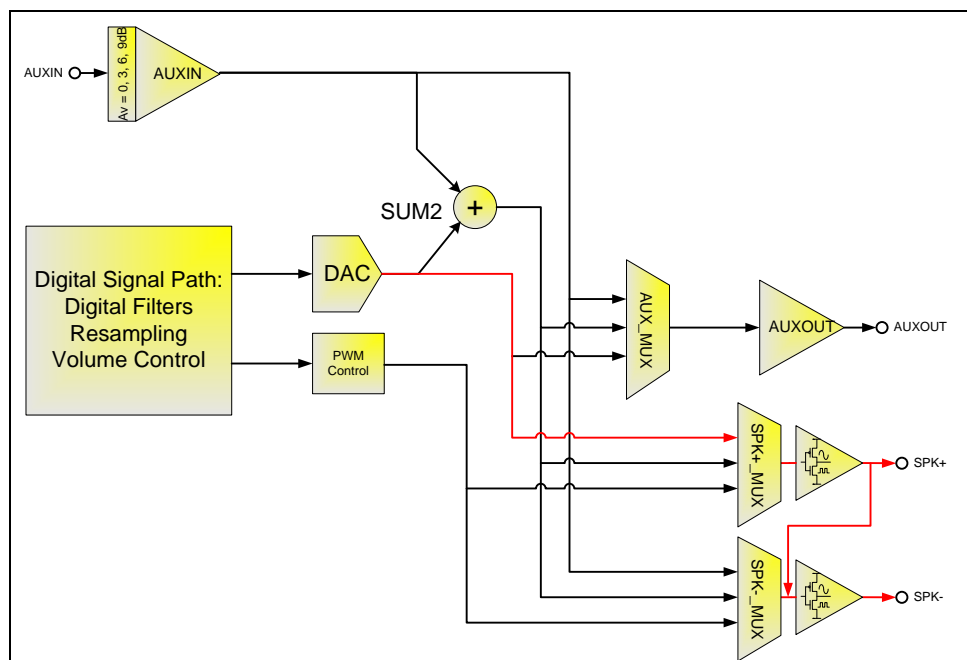 AUXIN
Av = 0, 3, 6, 9dB
AUXIN
SUM2
+
Digital Signal Path:
Digital Filters
Resampling
Volume Control
DAC
PWM
Control
AUX_MUX
AUXOUT
AUXOUT
SPK+_MUX
SPK+
SPK-_MUX
SPK-